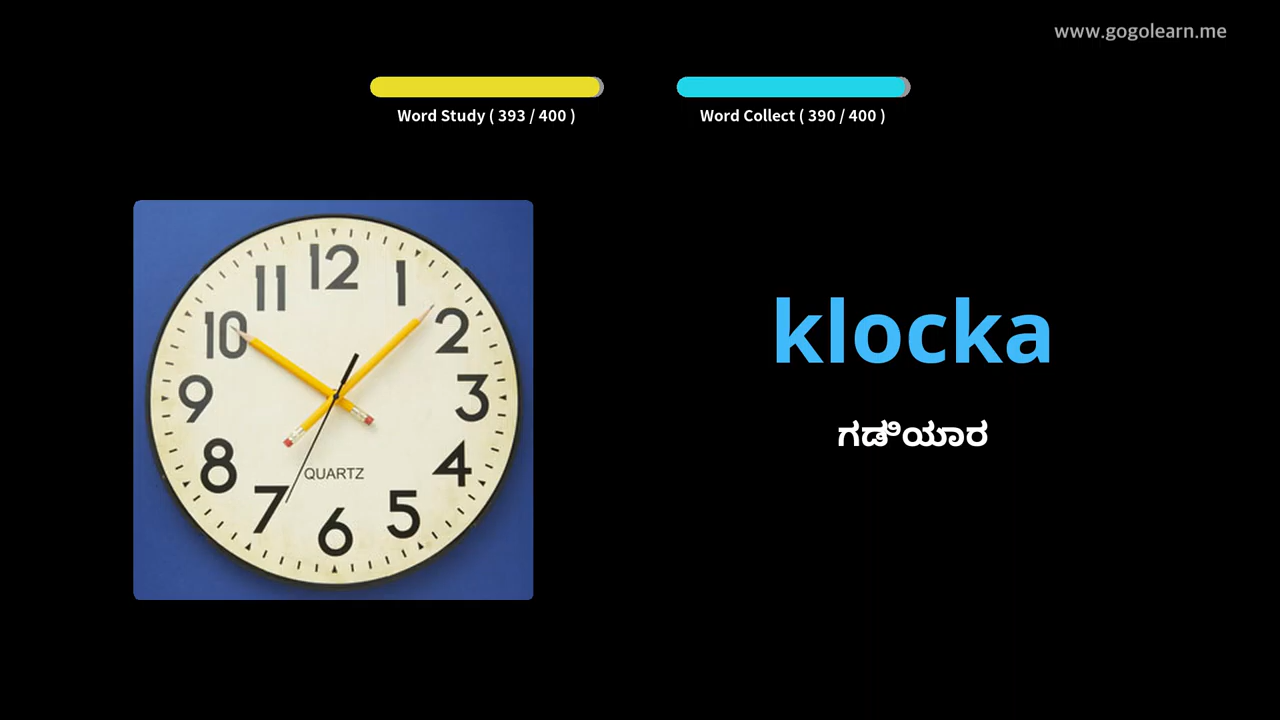 www.gogolearn.me
Word Study ( 393 / 400 )
Word Collect ( 390 / 400 )
12
11
1
10
2
9
3
8
4
7
5
6
QUARTZ
klocka
ಗಡಿಯಾರ